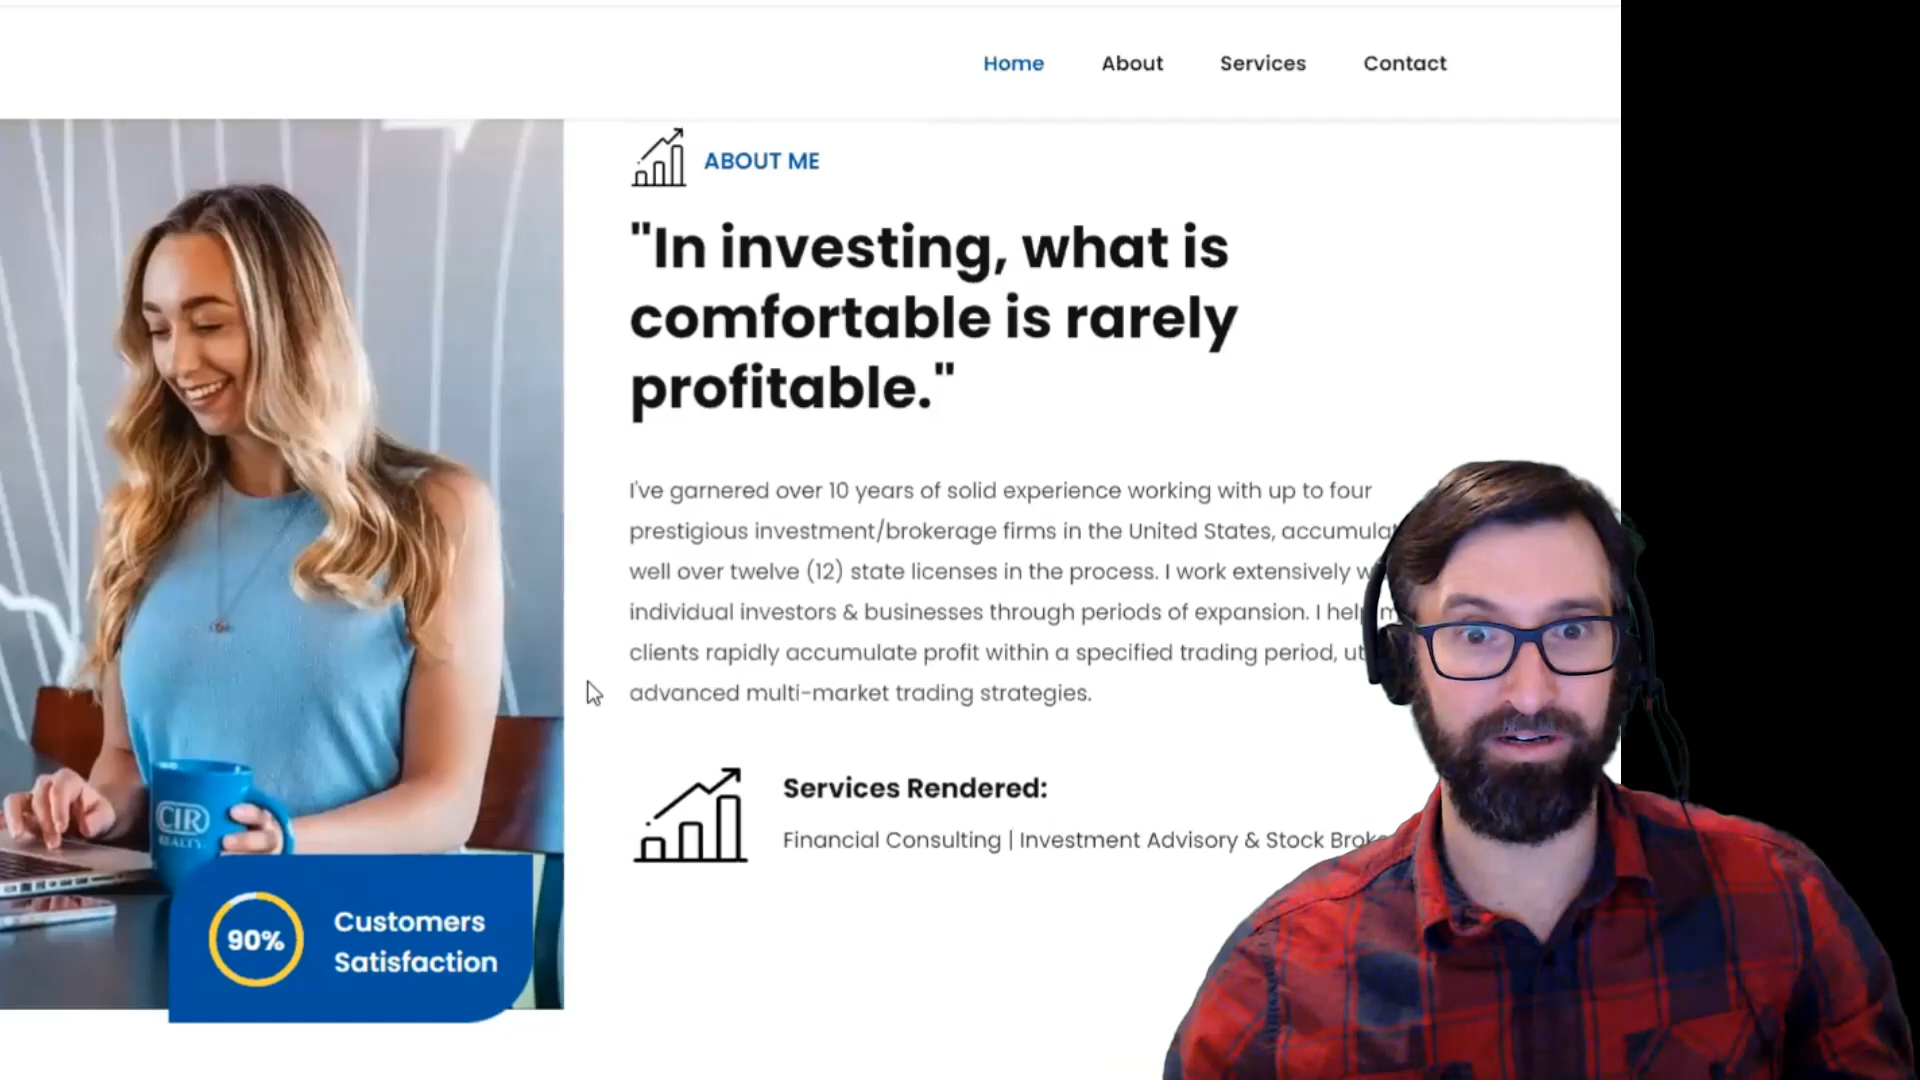 Home About Services Contact
ABOUT ME
"In investing, what is
comfortable is rarely
profitable."
I've garnered over 10 years of solid experience working with up to four
prestigious investment/brokerage firms in the United States, accumulat
well over twelve (12) state licenses in the process. I work extensively w
individual investors & businesses through periods of expansion. I help m
clients rapidly accumulate profit within a specified trading period, ut
advanced multi-market trading strategies.
Services Rendered:
Financial Consulting | Investment Advisory & Stock Brok
CIR
REALTY
90%
Customers
Satisfaction